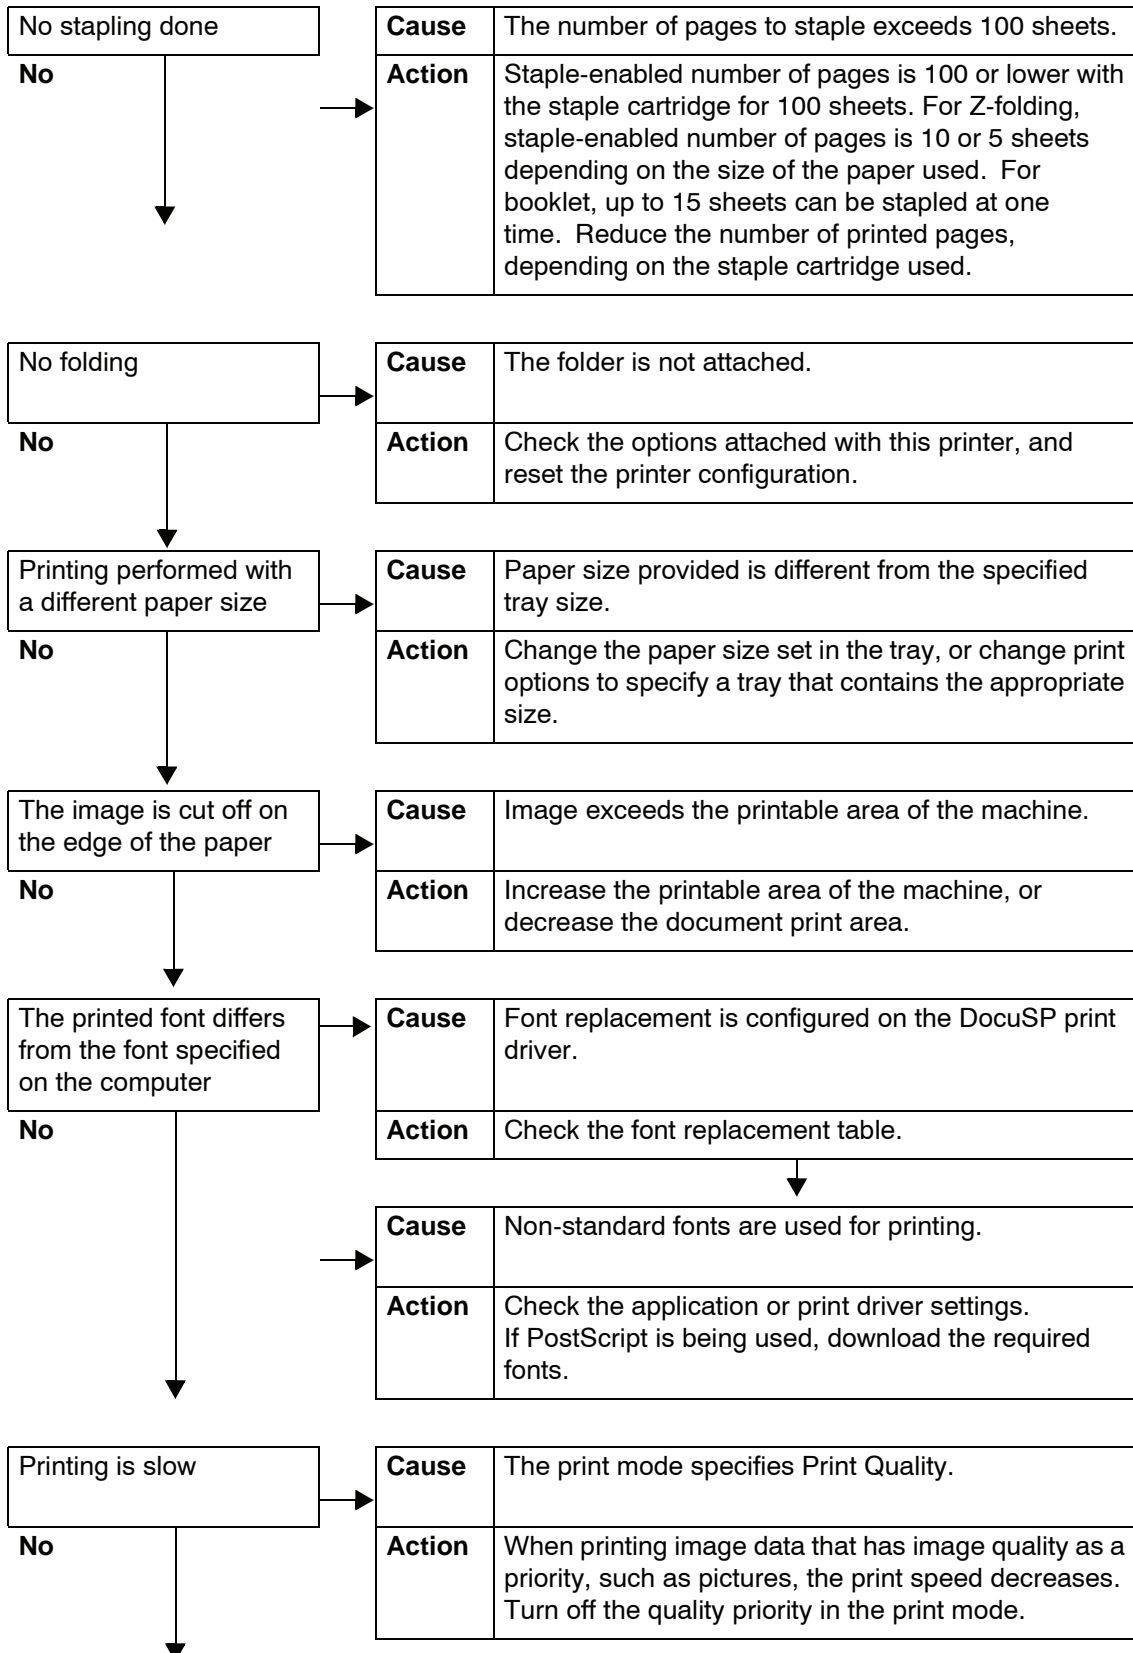 No stapling done
Cause
The number of pages to staple exceeds 100 sheets.
No
Action
Staple-enabled number of pages is 100 or lower with
the staple cartridge for 100 sheets. For Z-folding,
staple-enabled number of pages is 10 or 5 sheets
depending on the size of the paper used.  For
booklet, up to 15 sheets can be stapled at one
time.  Reduce the number of printed pages,
depending on the staple cartridge used.
No folding
Cause
The folder is not attached.
No
Action
Check the options attached with this printer, and
reset the printer configuration.
Printing performed with
a different paper size
Cause
Paper size provided is different from the specified
tray size.
No
Action
Change the paper size set in the tray, or change print
options to specify a tray that contains the appropriate
size.
The image is cut off on
the edge of the paper
Cause
Image exceeds the printable area of the machine.
No
Action
Increase the printable area of the machine, or
decrease the document print area.
The printed font differs
from the font specified
on the computer
Cause
Font replacement is configured on the DocuSP print
driver.
No
Action
Check the font replacement table.
Cause
Non-standard fonts are used for printing.
Action
Check the application or print driver settings.
If PostScript is being used, download the required
fonts.
Printing is slow
Cause
The print mode specifies Print Quality.
No
Action
When printing image data that has image quality as a
priority, such as pictures, the print speed decreases.
Turn off the quality priority in the print mode.